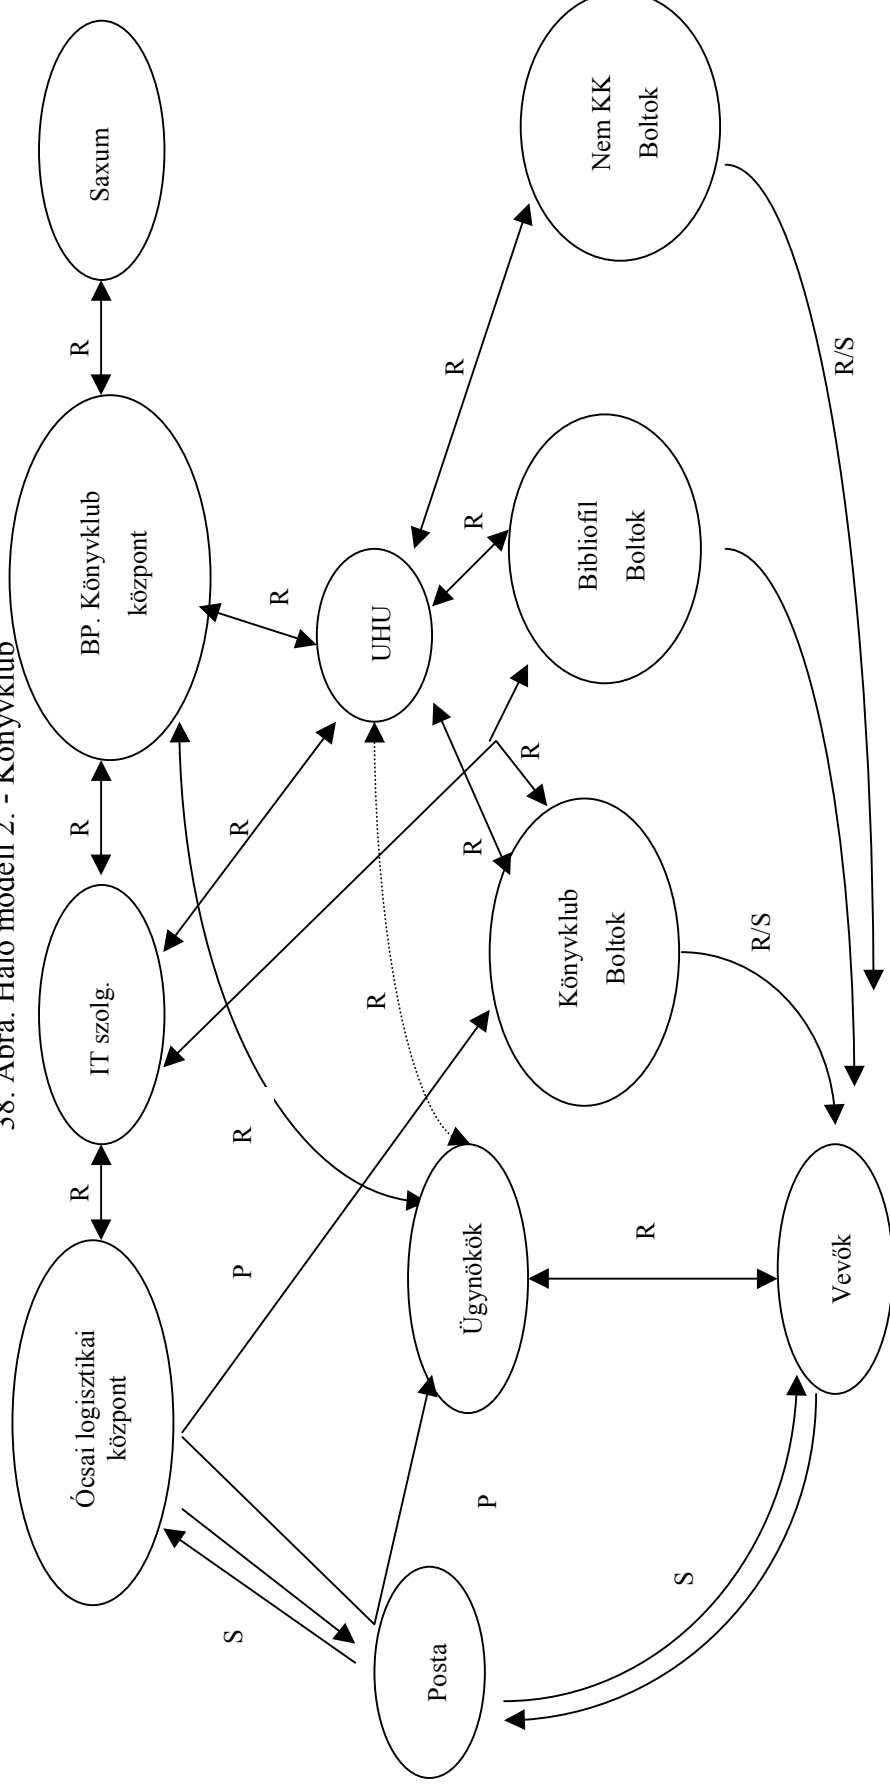 38. Ábra. Háló modell 2. - Könyvklub
Ócsai logisztikai
központ
R
IT szolg.
R
BP. Könyvklub
központ
R
Saxum
S
P
R
R
R
R
UHU
Posta
R
Ügynökök
R
R
P
R
Könyvklub
Boltok
Bibliofil
Boltok
Nem KK
Boltok
R
S
R/S
Vevők
R/S